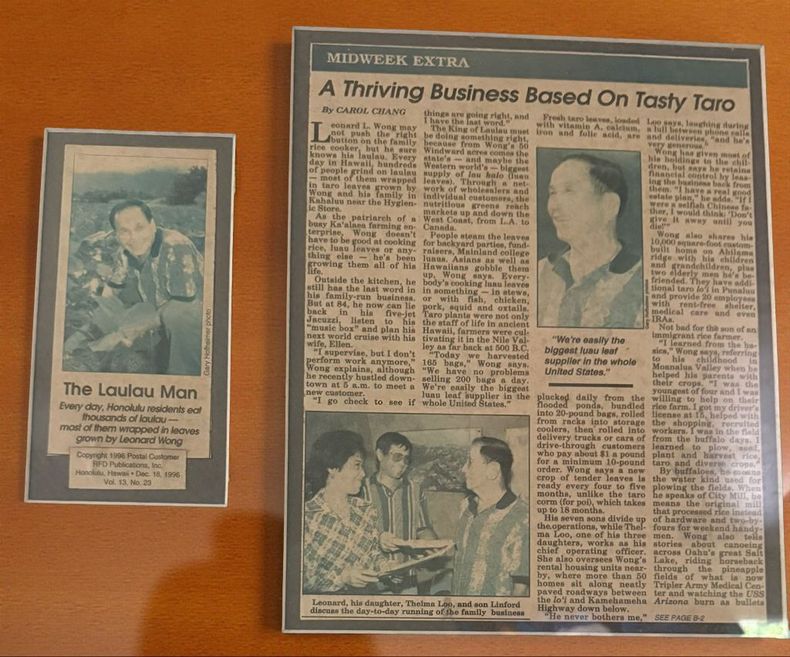 The Laulau Man
Every day, Honolulu residents eat
thousands of laulau —
most of them wrapped in leaves
grown by Leonard Wong
Gary Hofheimer photo
Copyright 1996 Postal Customer
RFD Publications, Inc.
Honolulu, Hawaii • Dec. 18, 1996
Vol. 13, No. 23
MIDWEEK EXTRA
A Thriving Business Based On Tasty Taro
By CAROL CHANG
Leonard L. Wong may
not push the right
button on the family
rice cooker, but he sure
knows his laulau. Every
day in Hawaii, hundreds
of people grind on laulau
— most of them wrapped
in taro leaves grown by
Wong and his family in
Kahaluu near the Hygien-
ic Store.
As the patriarch of a
busy Ka'alaea farming en-
terprise, Wong doesn't
have to be good at cooking
rice, luau leaves or any-
thing else — he's been
growing them all of his
life.
Outside the kitchen, he
still has the last word in
his family-run business.
But at 84, he now can lie
back in his five-jet
Jacuzzi, listen to his
"music box" and plan his
next world cruise with his
wife, Ellen.
"I supervise, but I don't
perform work anymore,"
Wong explains, although
he recently hustled down-
town at 5 a.m. to meet a
new customer.
"I go check to see if
things are going right, and
I have the last word."
The King of Laulau must
be doing something right,
because from Wong's 50
Windward acres comes the
state's — and maybe the
Western world's — biggest
supply of lau halo (luau
leaves). Through a net-
work of wholesalers and
individual customers, the
nutritious greens reach
markets up and down the
West Coast, from L.A. to
Canada.
People steam the leaves
for backyard parties, fund-
raisers, Mainland college
luaus. Asians as well as
Hawaiians gobble them
up, Wong says. Every-
body's cooking luau leaves
in something — in stews,
or with fish, chicken,
pork, squid and oxtails.
Taro plants were not only
the staff of life in ancient
Hawaii, farmers were cul-
tivating it in the Nile Val-
ley as far back at 500 B.C.
"Today we harvested
165 bags," Wong says.
"We have no problems
selling 200 bags a day.
We're easily the biggest
luau leaf supplier in the
whole United States."
Fresh taro leaves, loaded
with vitamin A, calcium,
iron and folic acid, are
"We're easily the
biggest luau leaf
supplier in the whole
United States."
plucked daily from the
flooded ponds, bundled
into 20-pound bags, rolled
from racks into storage
coolers, then rolled into
delivery trucks or cars of
drive-through customers
who pay about $1 a pound
for a minimum 10-pound
order. Wong says a new
crop of tender leaves is
ready every four to five
months, unlike the taro
corm (for poi), which takes
up to 18 months.
His seven sons divide up
the operations, while Thel-
ma Loo, one of his three
daughters, works as his
chief operating officer.
She also oversees Wong's
rental housing units near-
by, where more than 50
homes sit along neatly
paved roadways between
the lo'i and Kamehameha
Highway down below.
"He never bothers me,"
Loo says, laughing during
a lull between phone calls
and deliveries, "and he's
very generous."
Wong has given most of
his holdings to the chil-
dren, but says he retains
financial control by leas-
ing the business back from
them. "I have a real good
estate plan," he adds. "If I
were a selfish Chinese fa-
ther, I would think: 'Don't
give it away until you
die!'"
Wong also shares his
10,000 square-foot custom-
built home on Ahilama
ridge with his children
and grandchildren, plus
two elderly men he's be-
friended. They have addi-
tional taro lo'i in Punaluu
and provide 20 employees
with rent-free shelter,
medical care and even
IRAs.
Not bad for the son of an
immigrant rice farmer.
"I learned from the ba-
sics," Wong says, referring
to his childhood in
Moanalua Valley when he
helped his parents with
their crops. "I was the
youngest of four and I was
willing to help on their
rice farm. I got my driver's
license at 15, helped with
the shopping, recruited
workers. I was in the field
from the buffalo days. I
learned to plow, seed,
plant and harvest rice,
taro and diverse crops."
By buffaloes, he means
the water kind used for
plowing the fields. When
he speaks of City Mill, he
means the original mill
that processed rice instead
of hardware and two-by-
fours for weekend handy-
men. Wong also tells
stories about canoeing
across Oahu's great Salt
Lake, riding horseback
through the pineapple
fields of what is now
Tripler Army Medical Cen-
ter and watching the USS
Arizona burn as bullets
SEE PAGE B-2
Leonard, his daughter, Thelma Loo, and son Linford
discuss the day-to-day running of the family business